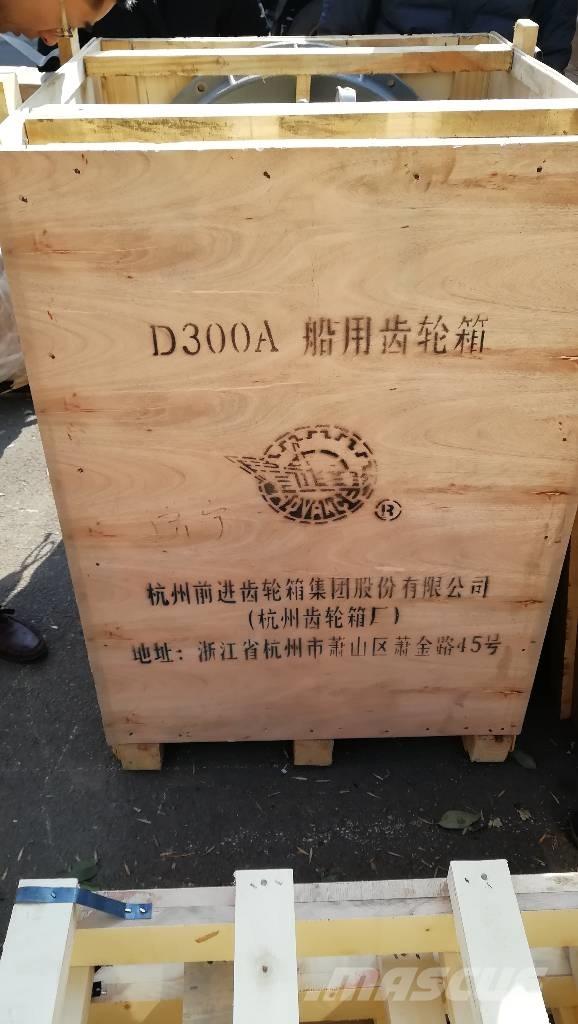 D300A 船用齿轮箱
ADVANCE
®
杭州前进齿轮箱集团股份有限公司
(杭州齿轮箱厂)
地址：浙江省杭州市萧山区萧金路45号
MASCUS